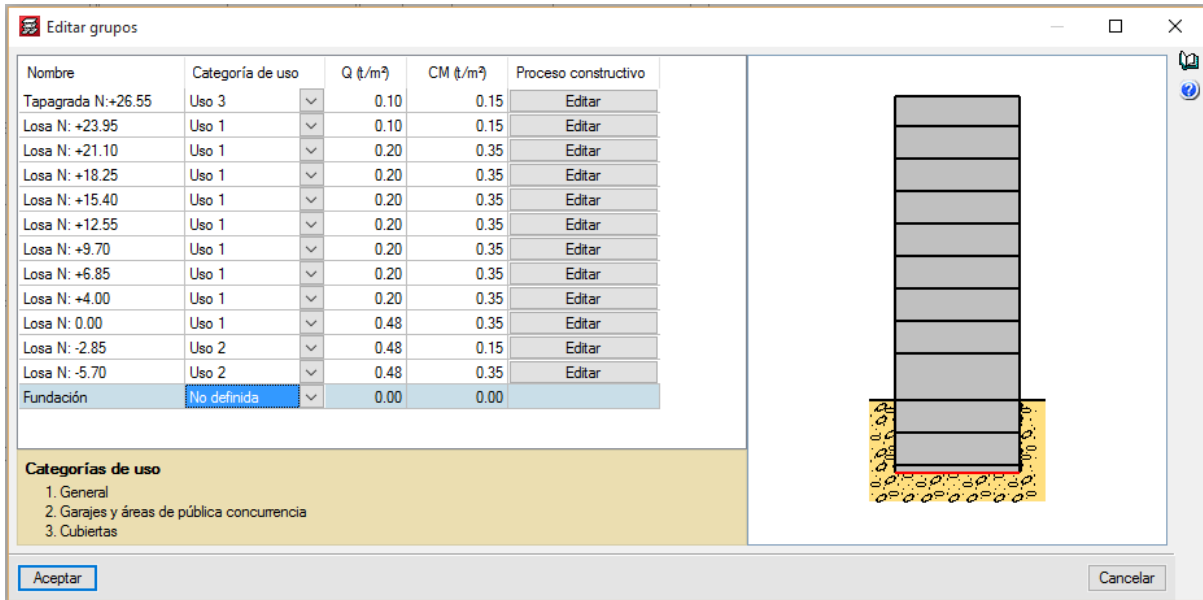 Editar grupos
Nombre Categoría de uso Q (t/m²) CM (t/m²) Proceso constructivo
Tapagrada N:+26.55 Uso 3 0.10 0.15 Editar
Losa N: +23.95 Uso 1 0.10 0.15 Editar
Losa N: +21.10 Uso 1 0.20 0.35 Editar
Losa N: +18.25 Uso 1 0.20 0.35 Editar
Losa N: +15.40 Uso 1 0.20 0.35 Editar
Losa N: +12.55 Uso 1 0.20 0.35 Editar
Losa N: +9.70 Uso 1 0.20 0.35 Editar
Losa N: +6.85 Uso 1 0.20 0.35 Editar
Losa N: +4.00 Uso 1 0.20 0.35 Editar
Losa N: 0.00 Uso 1 0.48 0.35 Editar
Losa N: -2.85 Uso 2 0.48 0.15 Editar
Losa N: -5.70 Uso 2 0.48 0.35 Editar
Fundación No definida 0.00 0.00
Categorías de uso
1. General
2. Garajes y áreas de pública concurrencia
3. Cubiertas
Aceptar Cancelar